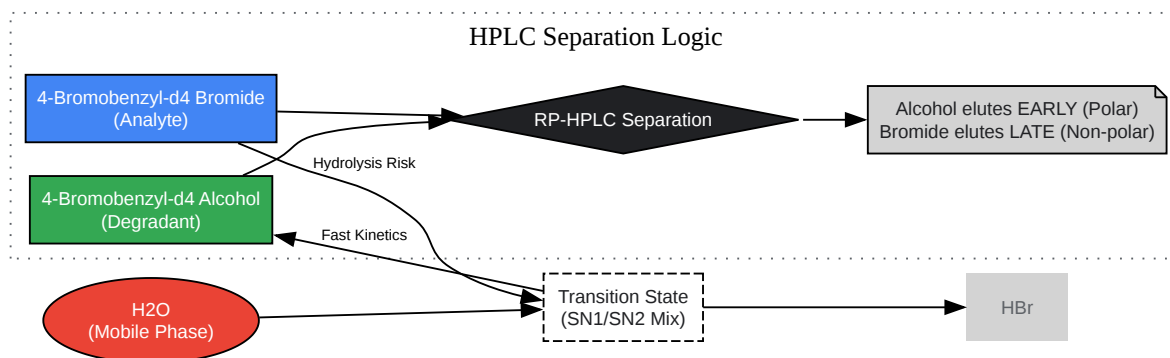 HPLC Separation Logic
4-Bromobenzyl-d4 Bromide
(Analyte)
RP-HPLC Separation
Alcohol elutes EARLY (Polar)
Bromide elutes LATE (Non-polar)
Hydrolysis Risk
4-Bromobenzyl-d4 Alcohol
(Degradant)
Fast Kinetics
H2O
(Mobile Phase)
Transition State
(SN1/SN2 Mix)
HBr